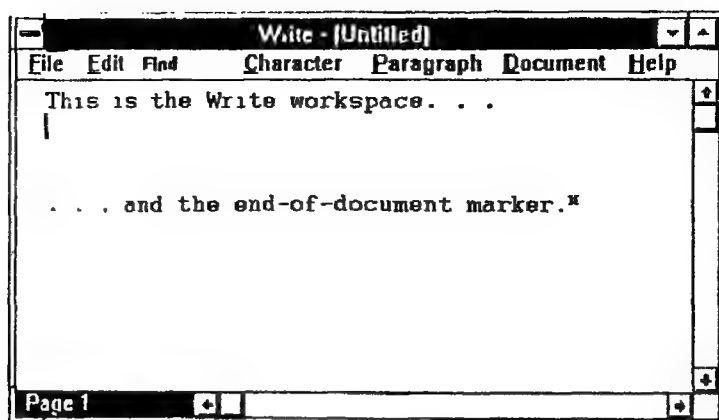 Write - [Untitled]
File Edit Find Character Paragraph Document Help
This is the Write workspace. . .
. . . and the end-of-document marker.¤
Page 1